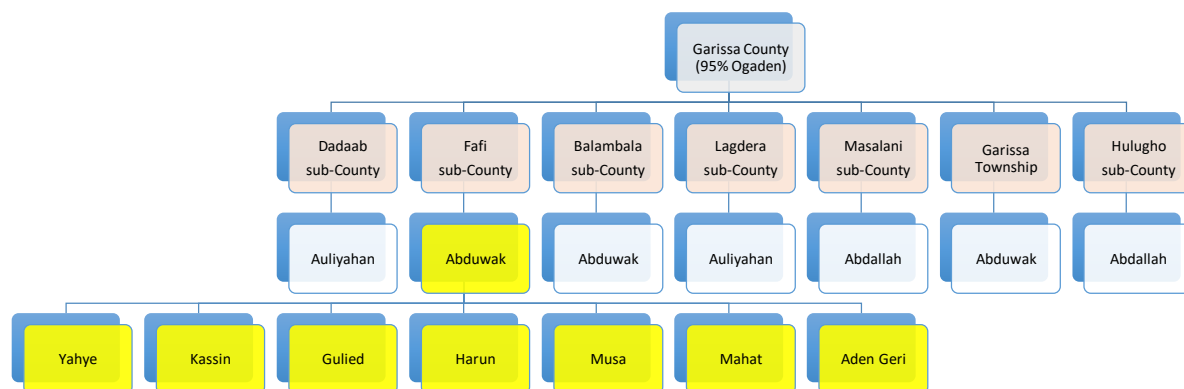 Garissa County
(95% Ogaden)
Dadaab
sub-County
Fafi
sub-County
Balambala
sub-County
Lagdera
sub-County
Masalani
sub-County
Garissa
Township
Hulugho
sub-County
Auliyahan
Abduwak
Abduwak
Auliyahan
Abdallah
Abduwak
Abdallah
Yahye
Kassin
Gulied
Harun
Musa
Mahat
Aden Geri